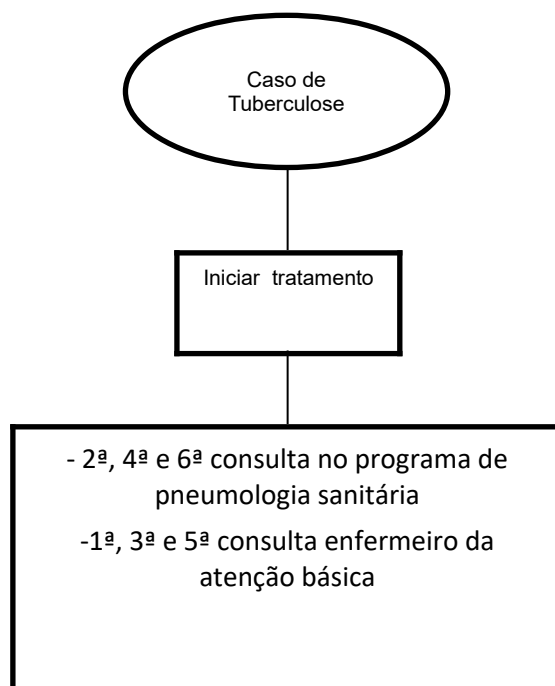 Caso de
Tuberculose
Iniciar tratamento
- 2ª, 4ª e 6ª consulta no programa de
pneumologia sanitária
-1ª, 3ª e 5ª consulta enfermeiro da
atenção básica